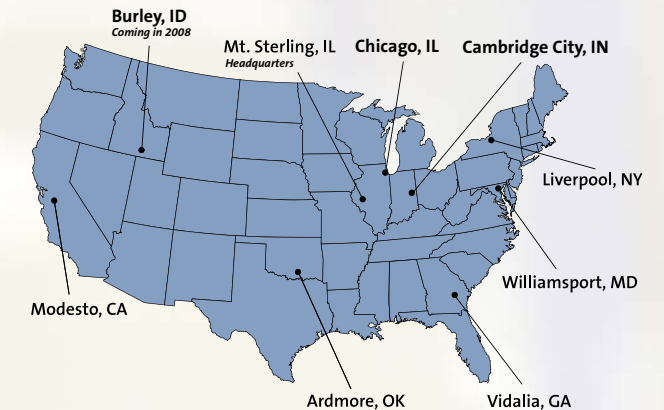 Burley, ID
Coming in 2008
Mt. Sterling, IL
Headquarters
Chicago, IL
Cambridge City, IN
Liverpool, NY
Williamsport, MD
Modesto, CA
Ardmore, OK
Vidalia, GA